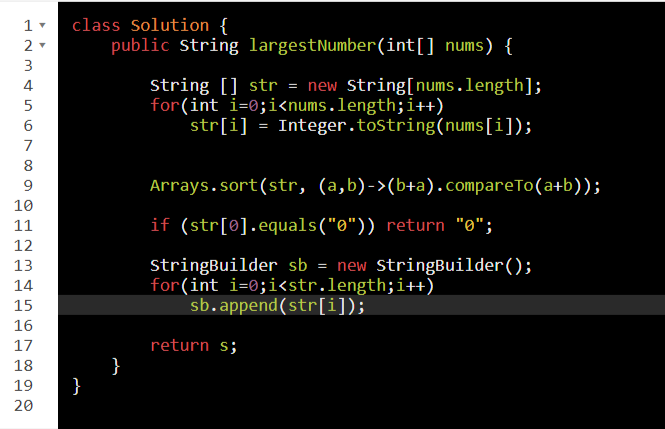 1 class Solution {
2 public String largestNumber(int[] nums) {
3
4 String [] str = new String[nums.length];
5 for(int i=0;i<nums.length;i++)
6 str[i] = Integer.toString(nums[i]);
7
8
9 Arrays.sort(str, (a,b)->(b+a).compareTo(a+b));
10
11 if (str[0].equals("0")) return "0";
12
13 StringBuilder sb = new StringBuilder();
14 for(int i=0;i<str.length;i++)
15 sb.append(str[i]);
16
17 return s;
18 }
19 }
20